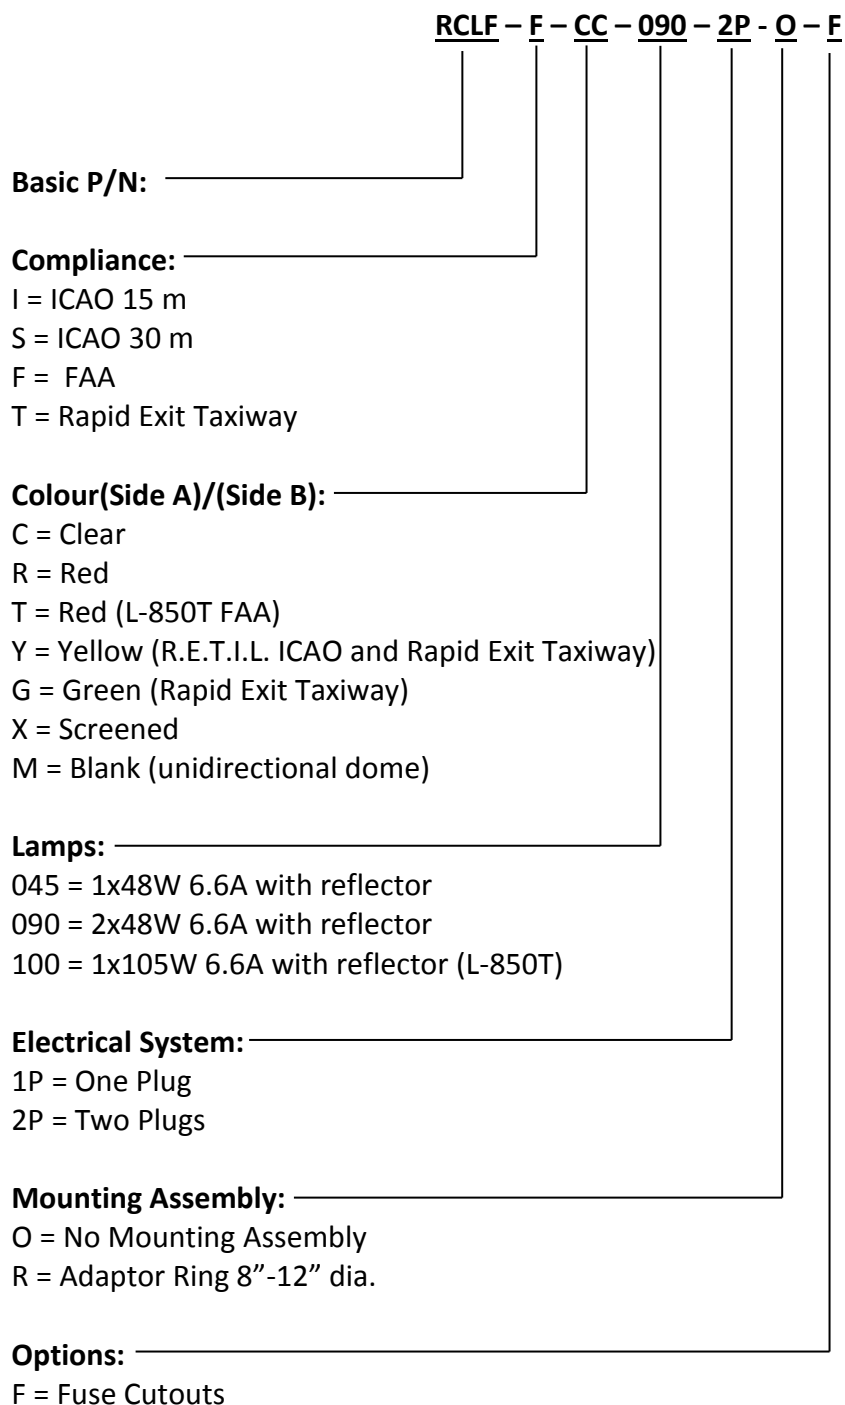 RCLF – F – CC – 090 – 2P - O – F
Basic P/N:
Compliance:
I = ICAO 15 m
S = ICAO 30 m
F =  FAA
T = Rapid Exit Taxiway
Colour(Side A)/(Side B):
C = Clear
R = Red
T = Red (L-850T FAA)
Y = Yellow (R.E.T.I.L. ICAO and Rapid Exit Taxiway)
G = Green (Rapid Exit Taxiway)
X = Screened
M = Blank (unidirectional dome)
Lamps:
045 = 1x48W 6.6A with reflector
090 = 2x48W 6.6A with reflector
100 = 1x105W 6.6A with reflector (L-850T)
Electrical System:
1P = One Plug
2P = Two Plugs
Mounting Assembly:
O = No Mounting Assembly
R = Adaptor Ring 8”-12” dia.
Options:
F = Fuse Cutouts